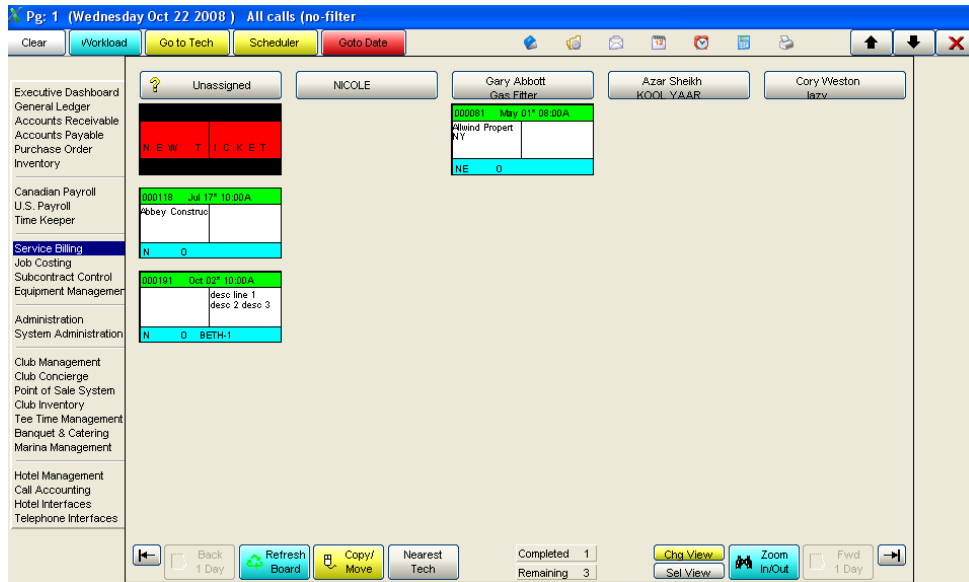 Pg: 1 (Wednesday Oct 22 2008 ) All calls (no-filter
Clear Workload Go to Tech Scheduler Goto Date
Executive Dashboard
General Ledger
Accounts Receivable
Accounts Payable
Purchase Order
Inventory
Canadian Payroll
U.S. Payroll
Time Keeper
Service Billing
Job Costing
Subcontract Control
Equipment Managemer
Administration
System Administration
Club Management
Club Concierge
Point of Sale System
Club Inventory
Tee Time Management
Banquet & Catering
Marina Management
Hotel Management
Call Accounting
Hotel Interfaces
Telephone Interfaces
? Unassigned
NEW TICKET
000118 Jul 17* 10:00A
Abbey Construc
N 0
000191 Oct 02* 10:00A
desc line 1
desc 2 desc 3
N 0 BETH-1
NICOLE
Gary Abbott
Gas Fitter
000081 May 01* 08:00A
Allwind Propert
NY
NE 0
Azar Sheikh
KOOL YAAR
Cory Weston
lazy
Back
1 Day
Refresh
Board
Copy/
Move
Nearest
Tech
Completed 1
Remaining 3
Chg View
Sel View
Zoom
In/Out
Fwd
1 Day